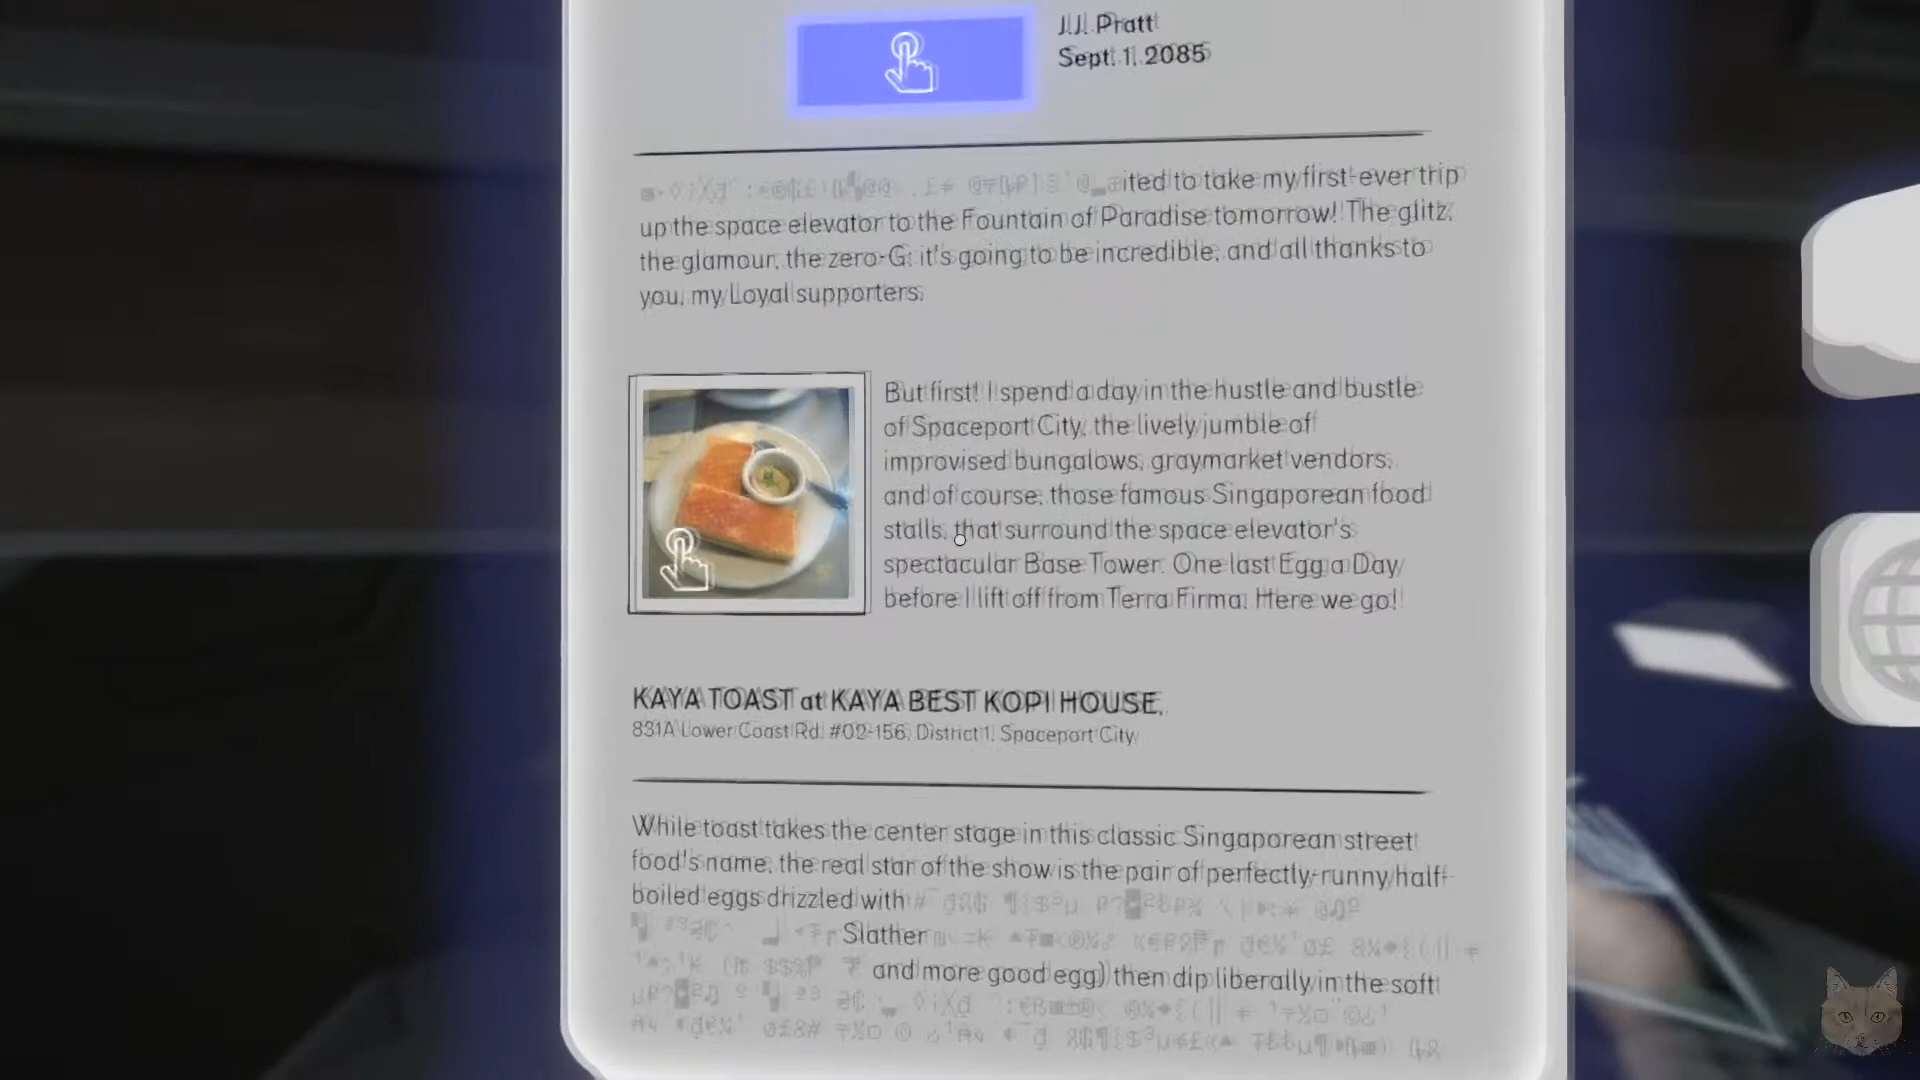 J.J. Pratt
Sept. 1, 2085
ited to take my first-ever trip
up the space elevator to the Fountain of Paradise tomorrow! The glitz,
the glamour, the zero-G: it's going to be incredible, and all thanks to
you, my Loyal supporters.
But first! I spend a day in the hustle and bustle
of Spaceport City, the lively jumble of
improvised bungalows, graymarket vendors,
and of course, those famous Singaporean food
stalls, that surround the space elevator's
spectacular Base Tower. One last Egg a Day
before I lift off from Terra Firma. Here we go!
KAYA TOAST at KAYA BEST KOPI HOUSE,
831A Lower Coast Rd. #02-156, District 1, Spaceport City
While toast takes the center stage in this classic Singaporean street
food's name, the real star of the show is the pair of perfectly-runny half-
boiled eggs drizzled with
Slather
and more good egg) then dip liberally in the soft